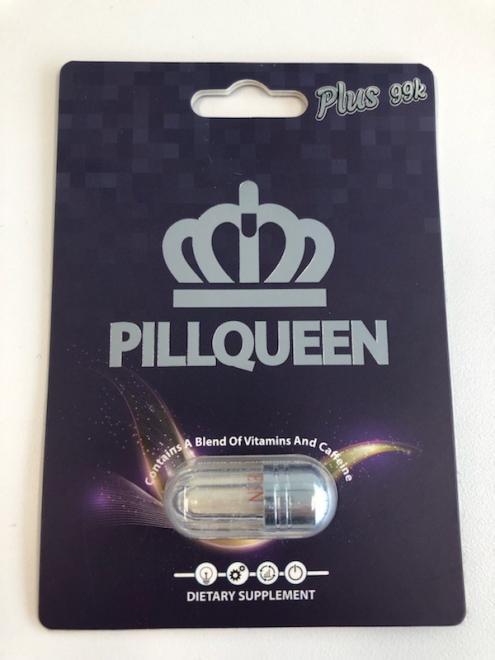 Plus 99k
PILLQUEEN
Contains A Blend Of Vitamins And Caffeine
DIETARY SUPPLEMENT